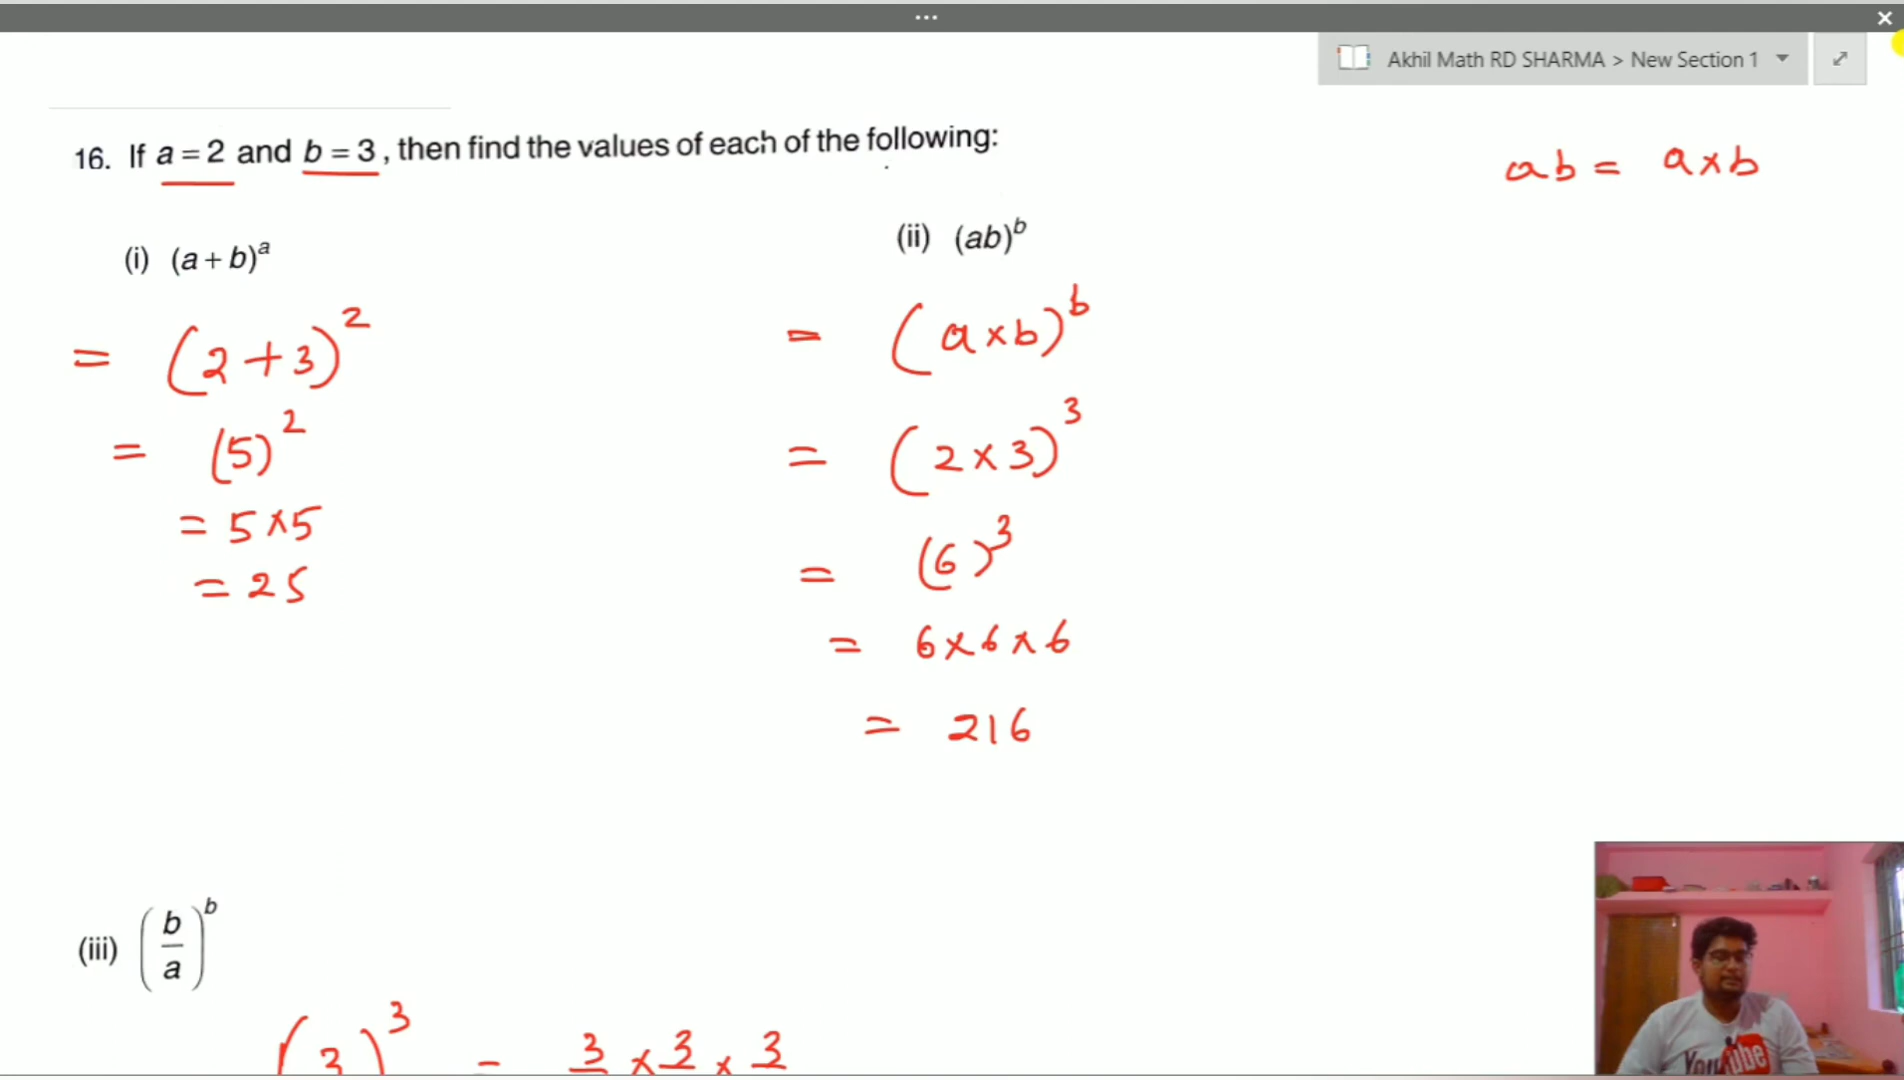 Akhil Math RD SHARMA > New Section 1
16. If a = 2 and b = 3, then find the values of each of the following:
ab = a×b
(i) (a + b)^a
= (2+3)^2
= (5)^2
= 5×5
= 25
(ii) (ab)^b
= (a×b)^b
= (2×3)^3
= (6)^3
= 6×6×6
= 216
(iii) (b/a)^b
(3)^3 = 3 × 3 × 3
YouTube